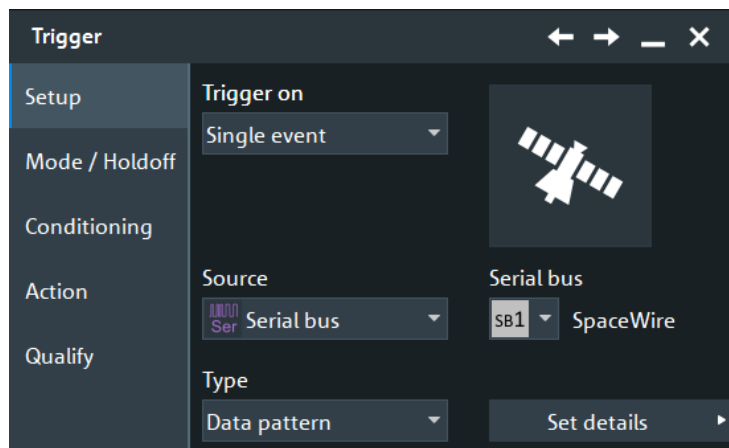 Trigger
Setup
Mode / Holdoff
Conditioning
Action
Qualify
Trigger on
Single event
Source
Serial bus
Ser
Serial bus
SB1
SpaceWire
Type
Data pattern
Set details